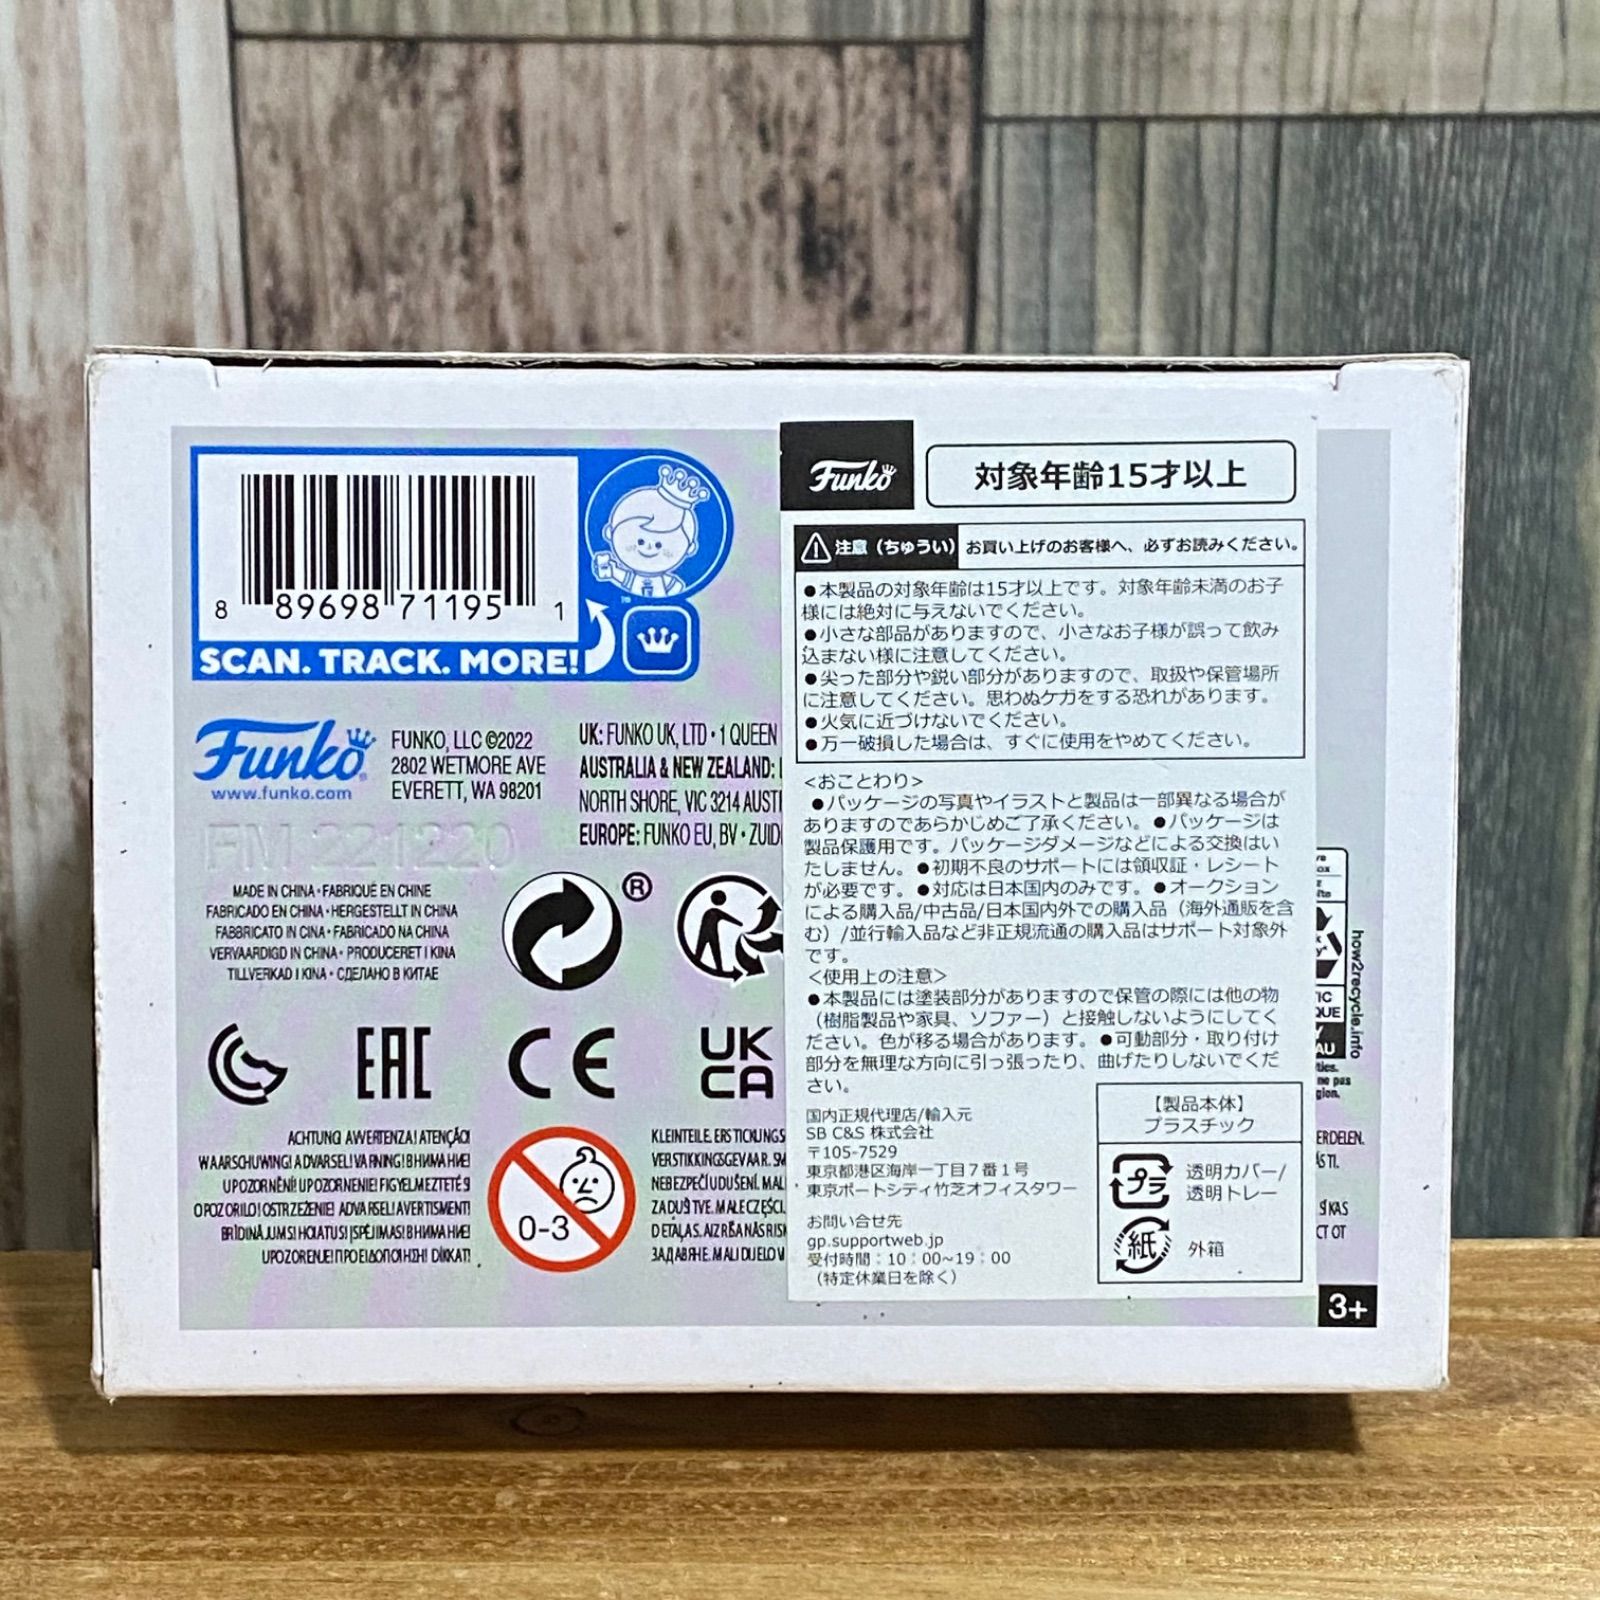 8 89698 71195 1
SCAN. TRACK. MORE!
Funko
www.funko.com
FUNKO, LLC ©2022
2802 WETMORE AVE
EVERETT, WA 98201
UK: FUNKO UK, LTD • 1 QUEEN
AUSTRALIA & NEW ZEALAND:
NORTH SHORE, VIC 3214
EUROPE: FUNKO EU, BV •
FM-221220
MADE IN CHINA • FABRIQUÉ EN CHINE
FABRICADO EN CHINA • HERGESTELLT IN CHINA
FABBRICATO IN CINA • FABRICADO NA CHINA
VERVAARDIGD IN CHINA • PRODUCERET I KINA
TILLVERKAD I KINA • СДЕЛАНО В КИТАЕ
®
EAC
CE
UK
CA
ACHTUNG! AVVERTENZA! ATENÇÃO!
WAARSCHUWING! ADVARSEL! VARNING! ВНИМАНИЕ!
UPOZORNĚNÍ! UPOZORNENIE! FIGYELMEZTETÉS!
OPOZORILO! OSTRZEŻENIE! ADVARSEL! AVERTISMENT!
BRĪDINĀJUMS! HOIATUS! ĮSPĖJIMAS! ВНИМАНИЕ!
UPOZORENJE! ΠΡΟΕΙΔΟΠΟΙΗΣΗ! DİKKAT!
0-3
KLEINTEILE.
NEBEZPEČÍ UDUŠENÍ.
Funko
対象年齢15才以上
注意（ちゅうい） お買い上げのお客様へ、必ずお読みください。
●本製品の対象年齢は15才以上です。対象年齢未満のお子
様には絶対に与えないでください。
●小さな部品がありますので、小さなお子様が誤って飲み
込まない様に注意してください。
●尖った部分や鋭い部分がありますので、取扱や保管場所
に注意してください。思わぬケガをする恐れがあります。
●火気に近づけないでください。
●万一破損した場合は、すぐに使用をやめてください。
<おことわり>
●パッケージの写真やイラストと製品は一部異なる場合が
ありますのであらかじめご了承ください。●パッケージは
製品保護用です。パッケージダメージなどによる交換はい
たしません。●初期不良のサポートには領収証・レシート
が必要です。●対応は日本国内のみです。●オークション
による購入品/中古品/日本国内外での購入品（海外通販を含
む）/並行輸入品など非正規流通の購入品はサポート対象外
です。
<使用上の注意>
●本製品には塗装部分がありますので保管の際には他の物
（樹脂製品や家具、ソファー）と接触しないようにしてく
ださい。色が移る場合があります。●可動部分・取り付け
部分を無理な方向に引っ張ったり、曲げたりしないでくだ
さい。
国内正規代理店/輸入元
SB C&S 株式会社
〒105-7529
東京都港区海岸一丁目７番１号
東京ポートシティ竹芝オフィスタワー
お問い合せ先
gp.supportweb.jp
受付時間：10：00~19：00
（特定休業日を除く）
【製品本体】
プラスチック
プラ
透明カバー/
透明トレー
紙
外箱
how2recycle.info
3+